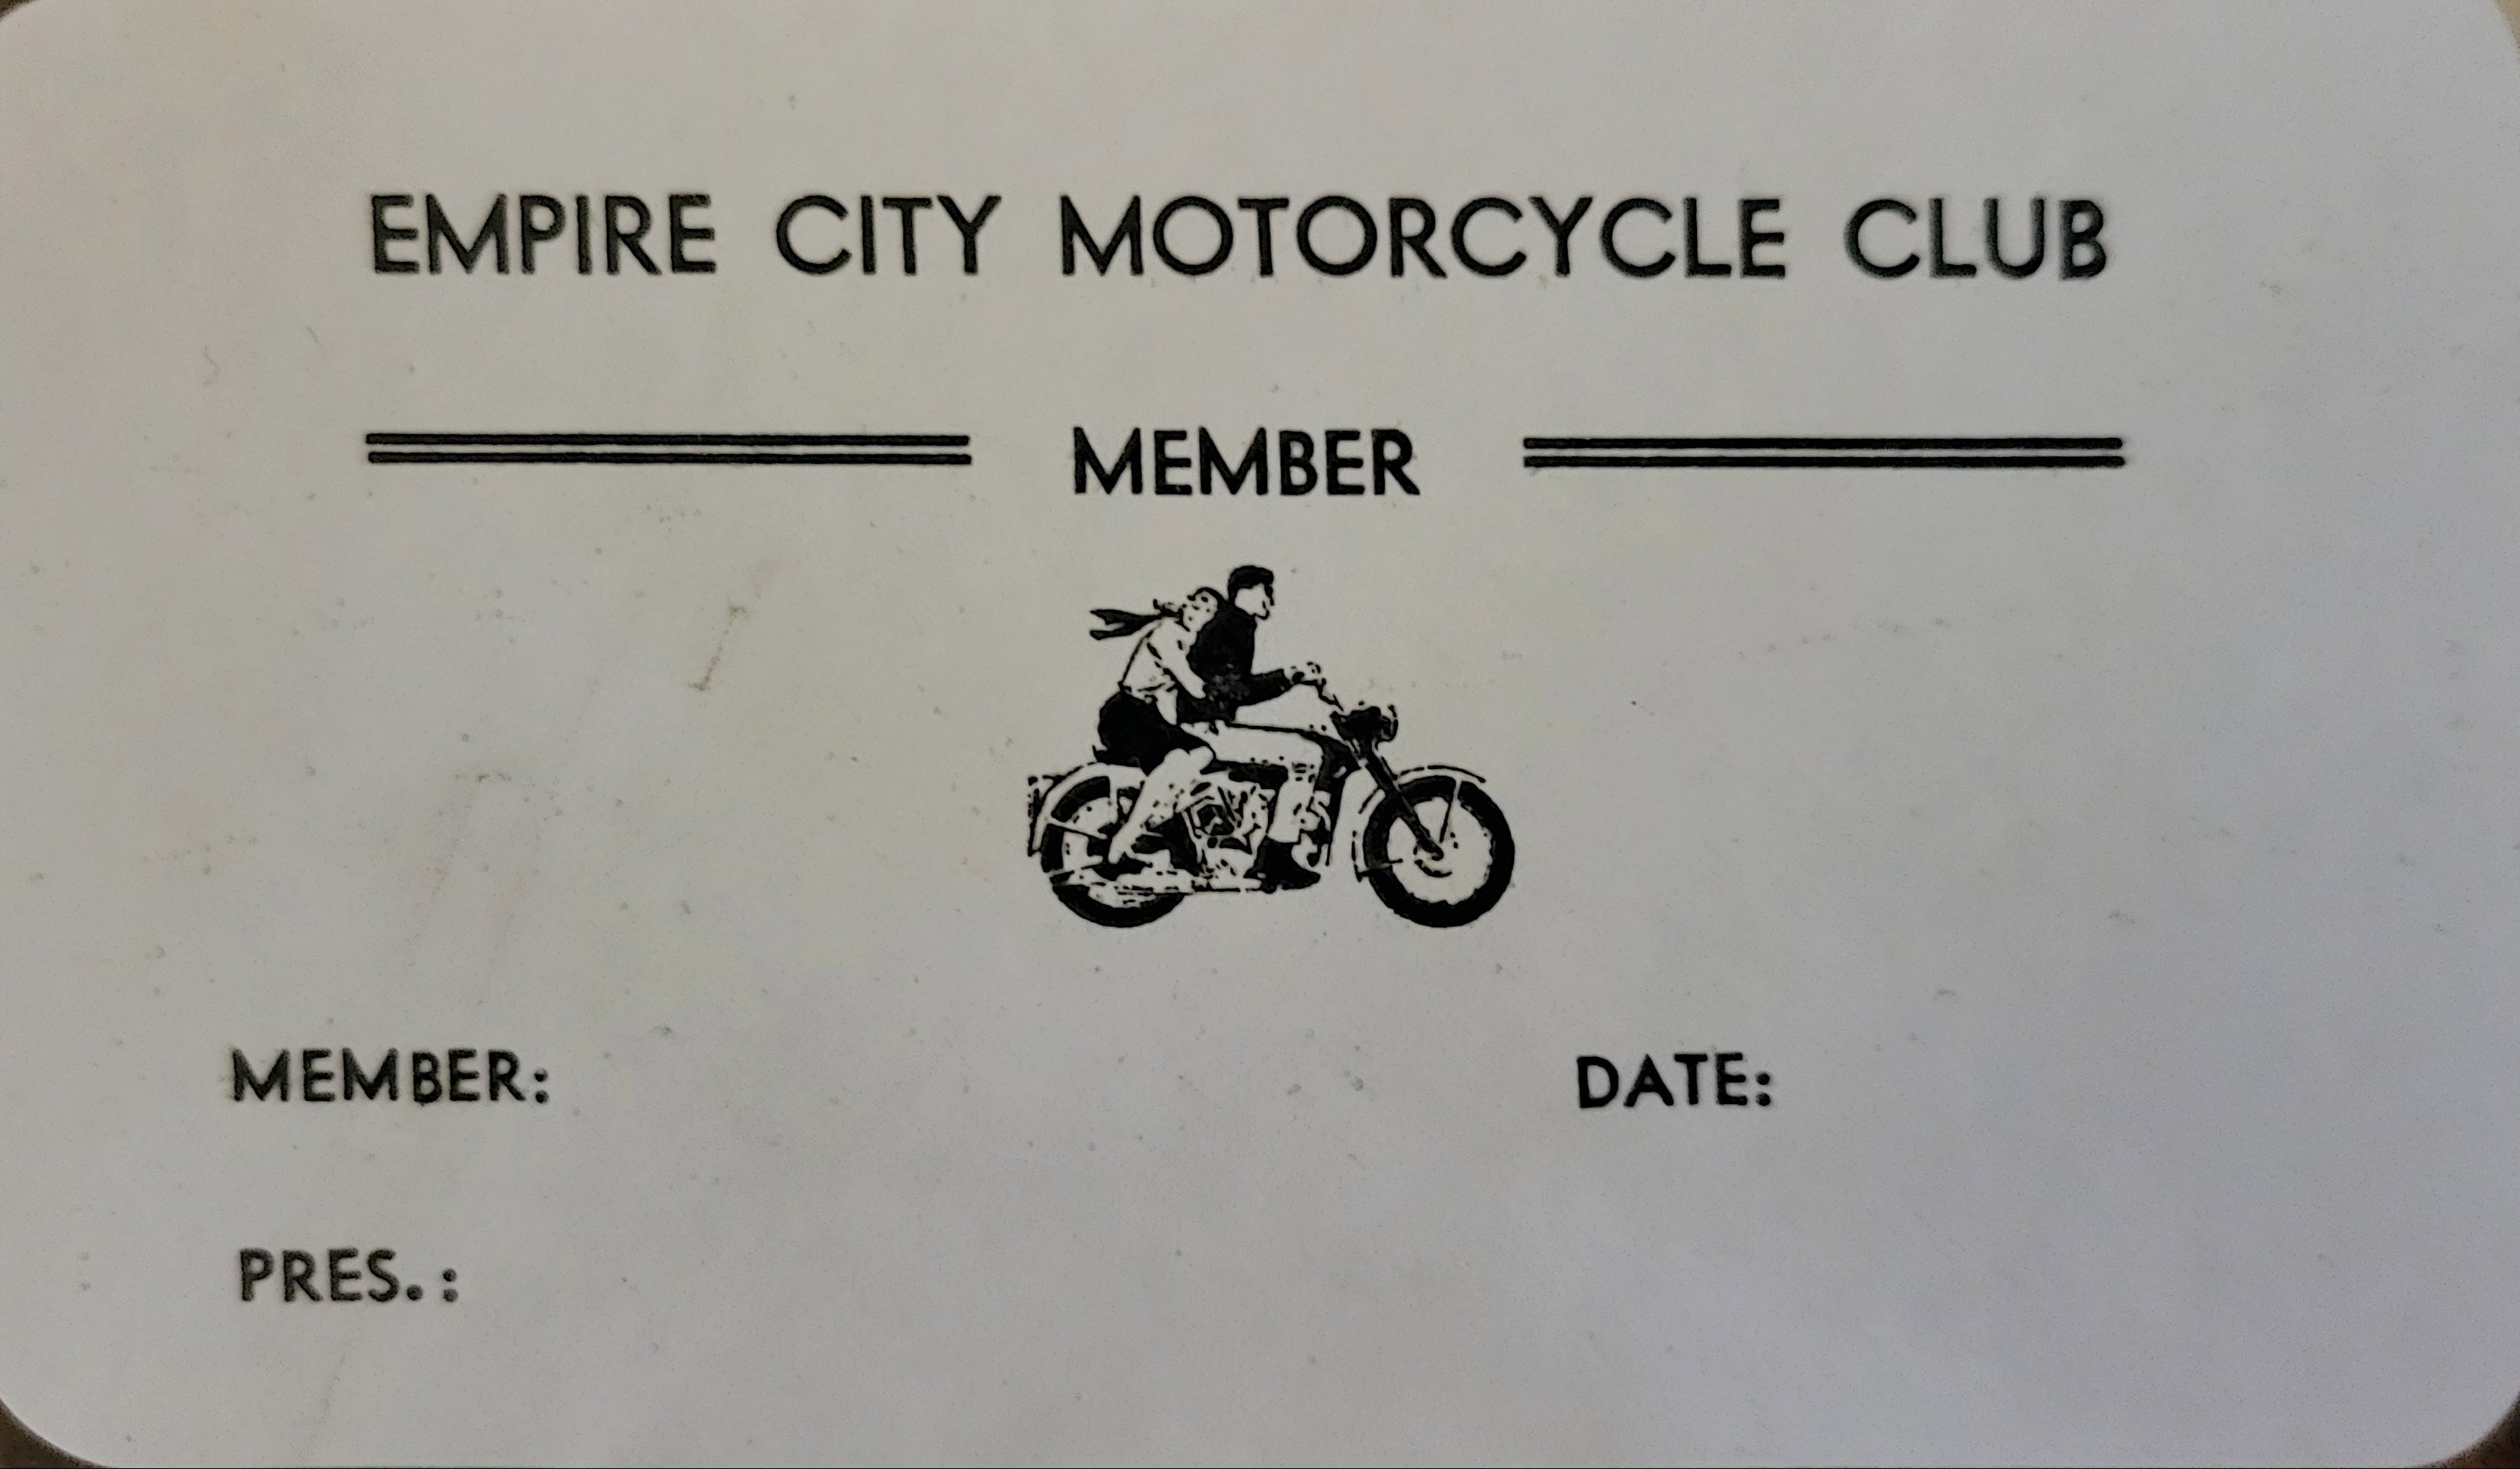 EMPIRE CITY MOTORCYCLE CLUB
MEMBER
MEMBER: DATE:
PRES.: